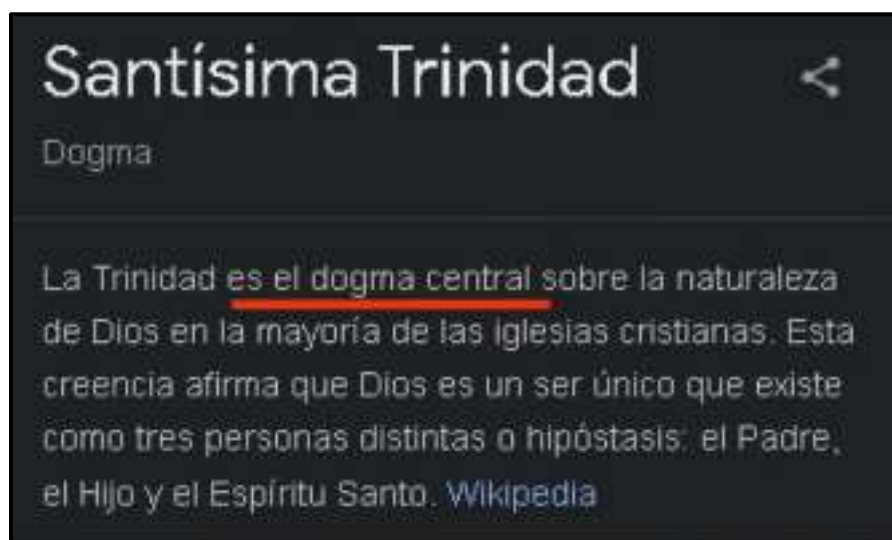 Santísima Trinidad
Dogma
La Trinidad es el dogma central sobre la naturaleza
de Dios en la mayoría de las iglesias cristianas. Esta
creencia afirma que Dios es un ser único que existe
como tres personas distintas o hipóstasis: el Padre,
el Hijo y el Espíritu Santo. Wikipedia